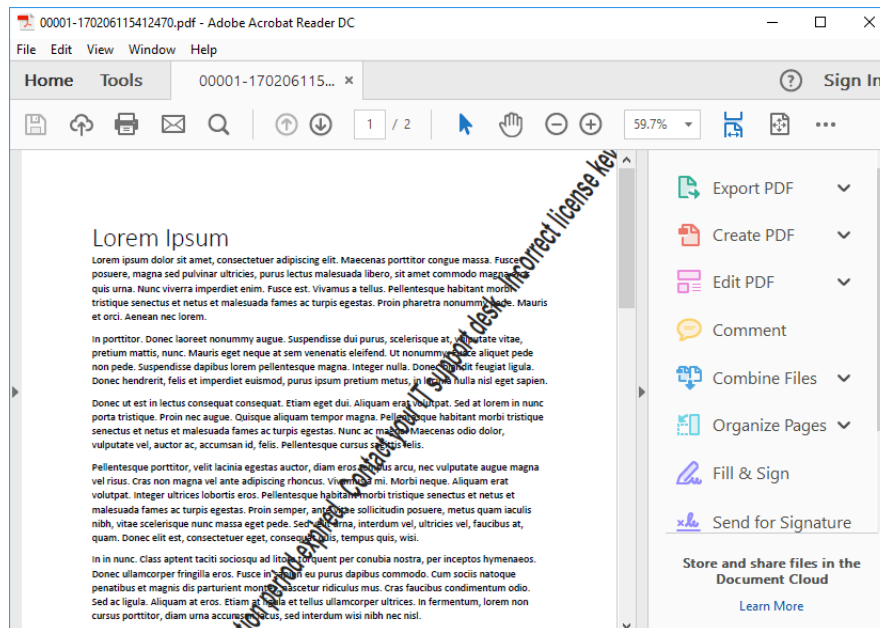 00001-170206115412470.pdf - Adobe Acrobat Reader DC
File Edit View Window Help
Home Tools 00001-170206115... × ? Sign In
1 / 2 59.7%
Lorem Ipsum
Lorem ipsum dolor sit amet, consectetuer adipiscing elit. Maecenas porttitor congue massa. Fusce
posuere, magna sed pulvinar ultricies, purus lectus malesuada libero, sit amet commodo magna
quis urna. Nunc viverra imperdiet enim. Fusce est. Vivamus a tellus. Pellentesque habitant morbi
tristique senectus et netus et malesuada fames ac turpis egestas. Proin pharetra nonummy pede. Mauris
et orci. Aenean nec lorem.
In porttitor. Donec laoreet nonummy augue. Suspendisse dui purus, scelerisque at, vulputate vitae,
pretium mattis, nunc. Mauris eget neque at sem venenatis eleifend. Ut nonummy. Fusce aliquet pede
non pede. Suspendisse dapibus lorem pellentesque magna. Integer nulla. Donec blandit feugiat ligula.
Donec hendrerit, felis et imperdiet euismod, purus ipsum pretium metus, in lacinia nulla nisl eget sapien.
Donec ut est in lectus consequat consequat. Etiam eget dui. Aliquam erat volutpat. Sed at lorem in nunc
porta tristique. Proin nec augue. Quisque aliquam tempor magna. Pellentesque habitant morbi tristique
senectus et netus et malesuada fames ac turpis egestas. Nunc ac magna. Maecenas odio dolor,
vulputate vel, auctor ac, accumsan id, felis. Pellentesque cursus sagittis felis.
Pellentesque porttitor, velit lacinia egestas auctor, diam eros tempus arcu, nec vulputate augue magna
vel risus. Cras non magna vel ante adipiscing rhoncus. Vivamus a mi. Morbi neque. Aliquam erat
volutpat. Integer ultrices lobortis eros. Pellentesque habitant morbi tristique senectus et netus et
malesuada fames ac turpis egestas. Proin semper, ante vitae sollicitudin posuere, metus quam iaculis
nibh, vitae scelerisque nunc massa eget pede. Sed velit urna, interdum vel, ultricies vel, faucibus at,
quam. Donec elit est, consectetuer eget, consequat quis, tempus quis, wisi.
In in nunc. Class aptent taciti sociosqu ad litora torquent per conubia nostra, per inceptos hymenaeos.
Donec ullamcorper fringilla eros. Fusce in sapien eu purus dapibus commodo. Cum sociis natoque
penatibus et magnis dis parturient montes, nascetur ridiculus mus. Cras faucibus condimentum odio.
Sed ac ligula. Aliquam at eros. Etiam at ligula et tellus ullamcorper ultrices. In fermentum, lorem non
cursus porttitor, diam urna accumsan lacus, sed interdum wisi nibh nec nisl.
tion period expired. Contact your IT support desk. Incorrect license key
Export PDF
Create PDF
Edit PDF
Comment
Combine Files
Organize Pages
Fill & Sign
Send for Signature
Store and share files in the
Document Cloud
Learn More